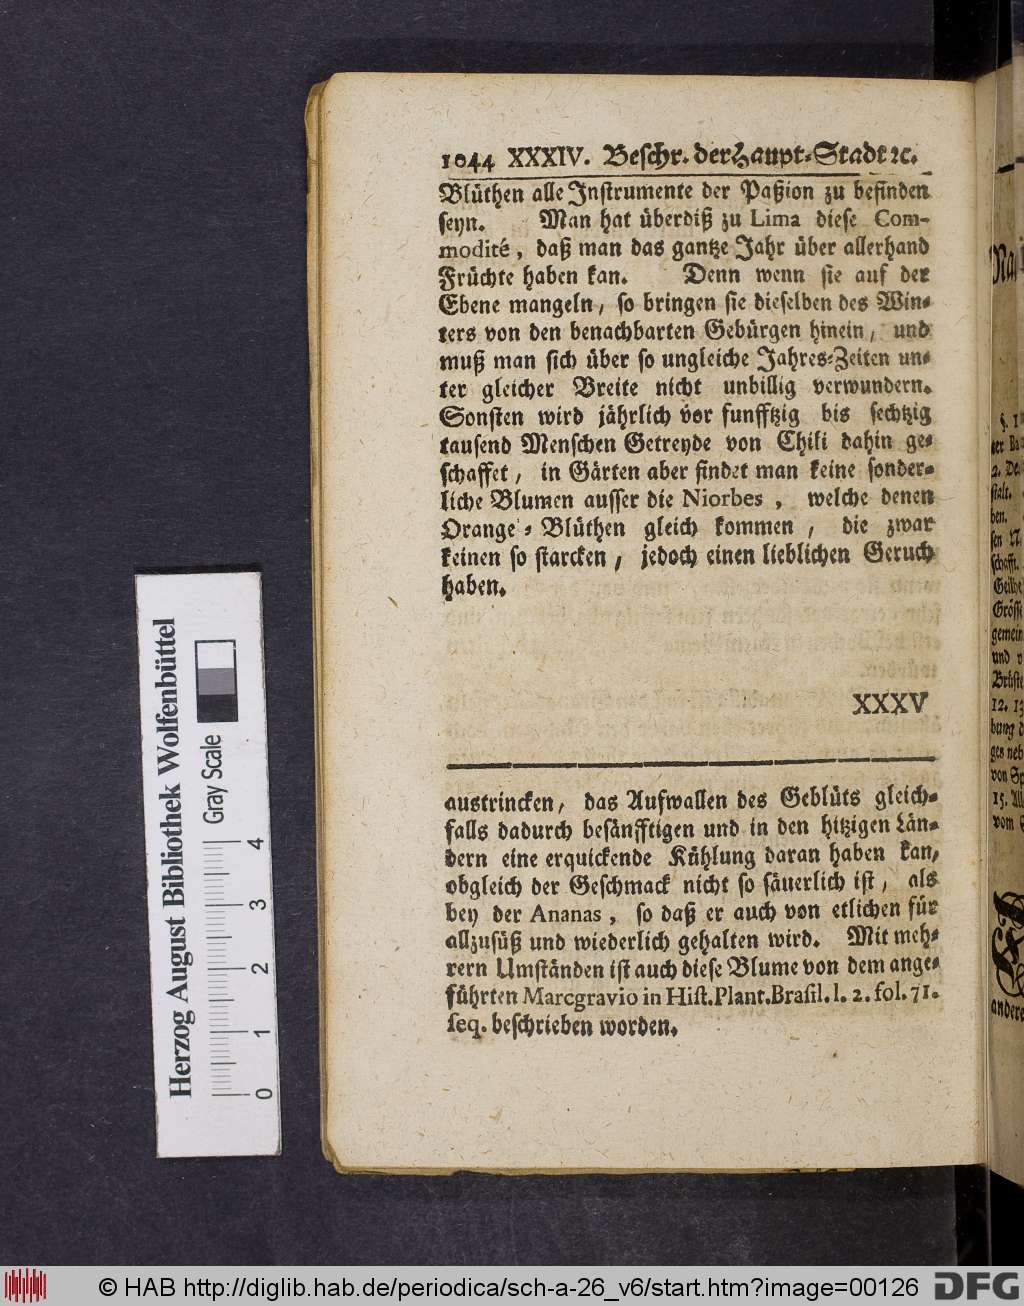 1044 XXXIV. Beschr. der Haupt-Stadt ꝛc.
Blüthen alle Instrumente der Paßion zu befinden
seyn. Man hat überdiß zu Lima diese Com-
modité, daß man das gantze Jahr über allerhand
Früchte haben kan. Denn wenn sie auf der
Ebene mangeln, so bringen sie dieselben des Win-
ters von den benachbarten Gebürgen hinein, und
muß man sich über so ungleiche Jahres-Zeiten un-
ter gleicher Breite nicht unbillig verwundern.
Sonsten wird jährlich vor funfftzig bis sechtzig
tausend Menschen Getreyde von Chili dahin ge-
schaffet, in Gärten aber findet man keine sonder-
liche Blumen ausser die Niorbes, welche denen
Orange-Blüthen gleich kommen, die zwar
keinen so starcken, jedoch einen lieblichen Geruch
haben.
XXXV
austrincken, das Aufwallen des Geblüts gleich-
falls dadurch besänfftigen und in den hitzigen Län-
dern eine erquickende Kühlung daran haben kan,
obgleich der Geschmack nicht so säuerlich ist, als
bey der Ananas, so daß er auch von etlichen für
allzusüß und wiederlich gehalten wird. Mit meh-
rern Umständen ist auch diese Blume von dem ange-
führten Marcgravio in Hist. Plant. Brasil. l. 2. fol. 71.
seq. beschrieben worden.
Herzog August Bibliothek Wolfenbüttel
Gray Scale
0 1 2 3 4
© HAB http://diglib.hab.de/periodica/sch-a-26_v6/start.htm?image=00126
DFG